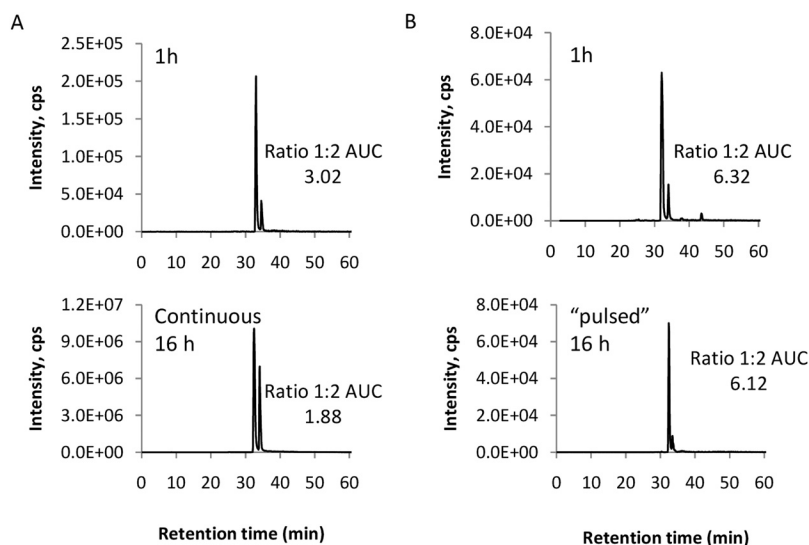 A
2.5E+05
2.0E+05
1.5E+05
1.0E+05
5.0E+04
0.0E+00
Intensity, cps
1h
Ratio 1:2 AUC
3.02
0 10 20 30 40 50 60
B
8.0E+04
6.0E+04
4.0E+04
2.0E+04
0.0E+00
Intensity, cps
1h
Ratio 1:2 AUC
6.32
0 10 20 30 40 50 60
1.2E+07
9.0E+06
6.0E+06
3.0E+06
0.0E+00
Intensity, cps
Continuous
16 h
Ratio 1:2 AUC
1.88
0 10 20 30 40 50 60
Retention time (min)
8.0E+04
6.0E+04
4.0E+04
2.0E+04
0.0E+00
Intensity, cps
“pulsed”
16 h
Ratio 1:2 AUC
6.12
0 10 20 30 40 50 60
Retention time (min)